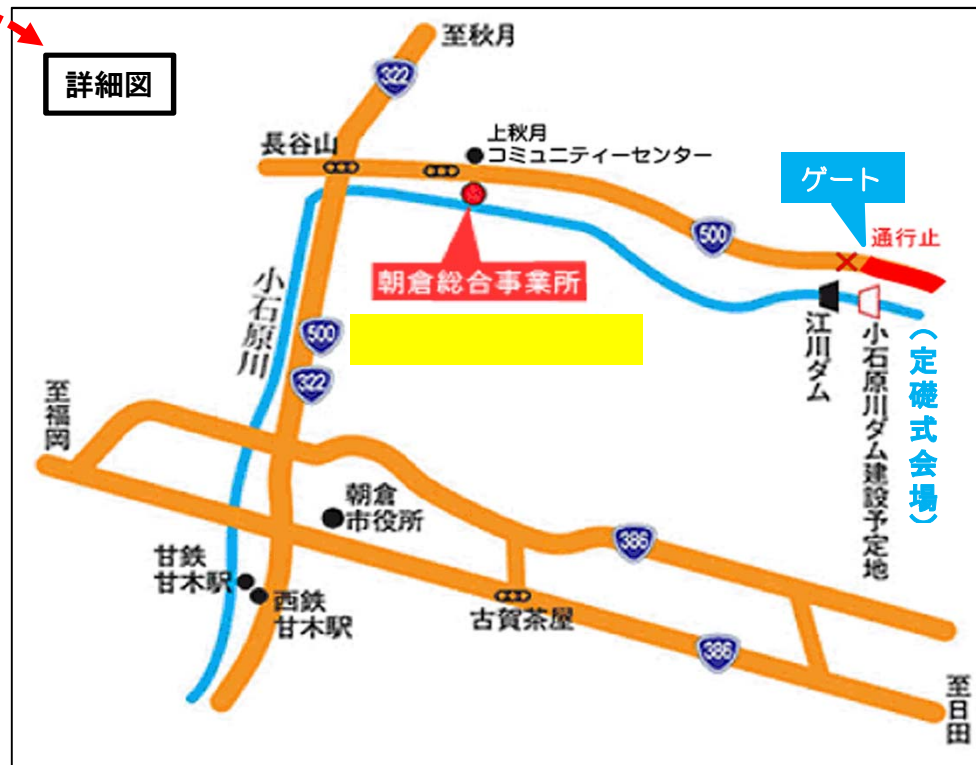 詳細図
至秋月
322
長谷山
上秋月
コミュニティーセンター
ゲート
500
通行止
朝倉総合事業所
小石原川
500
322
江川ダム
小石原川ダム建設予定地
（定礎式会場）
至福岡
朝倉
市役所
386
甘鉄
甘木駅
西鉄
甘木駅
古賀茶屋
386
至日田